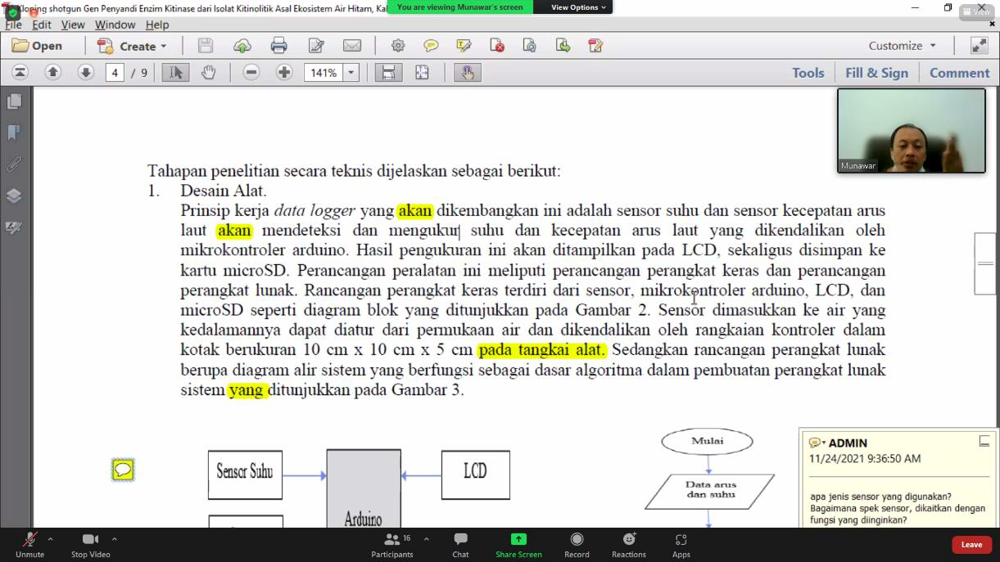 Kloping shotgun Gen Penyandi Enzim Kitinase dari Isolat Kitinolitik Asal Ekosistem Air Hitam, Kal
You are viewing Munawar's screen
View Options
View
File Edit View Window Help
Open
Create
Customize
4 / 9
141%
Tools
Fill & Sign
Comment
Munawar
Tahapan penelitian secara teknis dijelaskan sebagai berikut:
1. Desain Alat.
Prinsip kerja data logger yang akan dikembangkan ini adalah sensor suhu dan sensor kecepatan arus
laut akan mendeteksi dan mengukur suhu dan kecepatan arus laut yang dikendalikan oleh
mikrokontroler arduino. Hasil pengukuran ini akan ditampilkan pada LCD, sekaligus disimpan ke
kartu microSD. Perancangan peralatan ini meliputi perancangan perangkat keras dan perancangan
perangkat lunak. Rancangan perangkat keras terdiri dari sensor, mikrokontroler arduino, LCD, dan
microSD seperti diagram blok yang ditunjukkan pada Gambar 2. Sensor dimasukkan ke air yang
kedalamannya dapat diatur dari permukaan air dan dikendalikan oleh rangkaian kontroler dalam
kotak berukuran 10 cm x 10 cm x 5 cm pada tangkai alat. Sedangkan rancangan perangkat lunak
berupa diagram alir sistem yang berfungsi sebagai dasar algoritma dalam pembuatan perangkat lunak
sistem yang ditunjukkan pada Gambar 3.
Sensor Suhu
Arduino
LCD
Mulai
Data arus
dan suhu
ADMIN
11/24/2021 9:36:50 AM
apa jenis sensor yang digunakan?
Bagaimana spek sensor, dikaitkan dengan
fungsi yang diinginkan?
Unmute
Stop Video
16
Participants
Chat
Share Screen
Record
Reactions
Apps
Leave